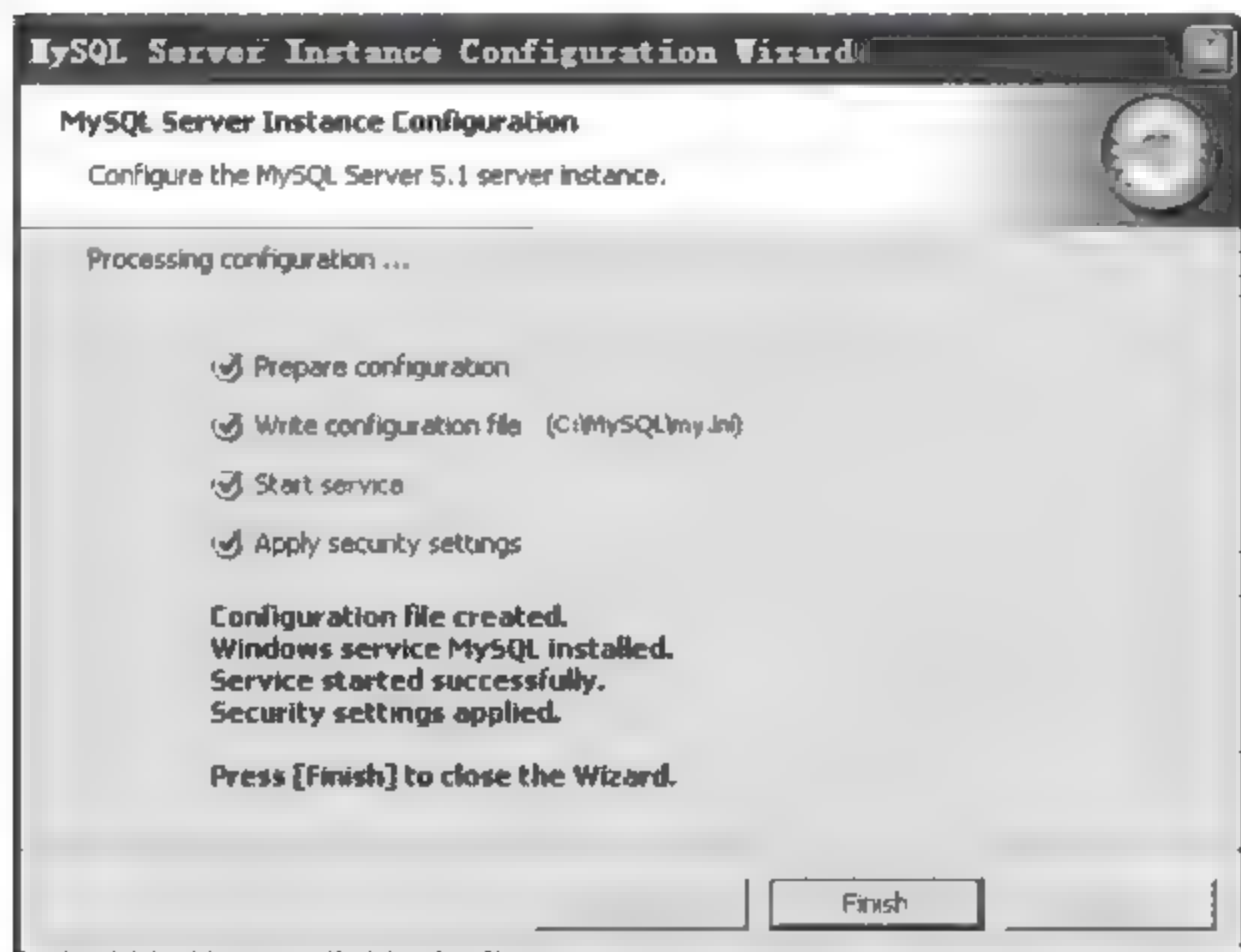 MySQL Server Instance Configuration Wizard
MySQL Server Instance Configuration
Configure the MySQL Server 5.1 server instance.
Processing configuration ...
Prepare configuration
Write configuration file (C:\MySQL\my.ini)
Start service
Apply security settings
Configuration file created.
Windows service MySQL installed.
Service started successfully.
Security settings applied.
Press [Finish] to close the Wizard.
Finish